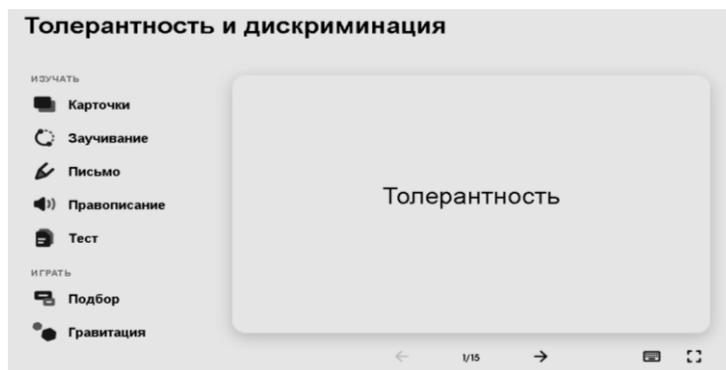 Толерантность и дискриминация
ИЗУЧАТЬ
Карточки
Заучивание
Письмо
Правописание
Тест
ИГРАТЬ
Подбор
Гравитация
Толерантность
1/15